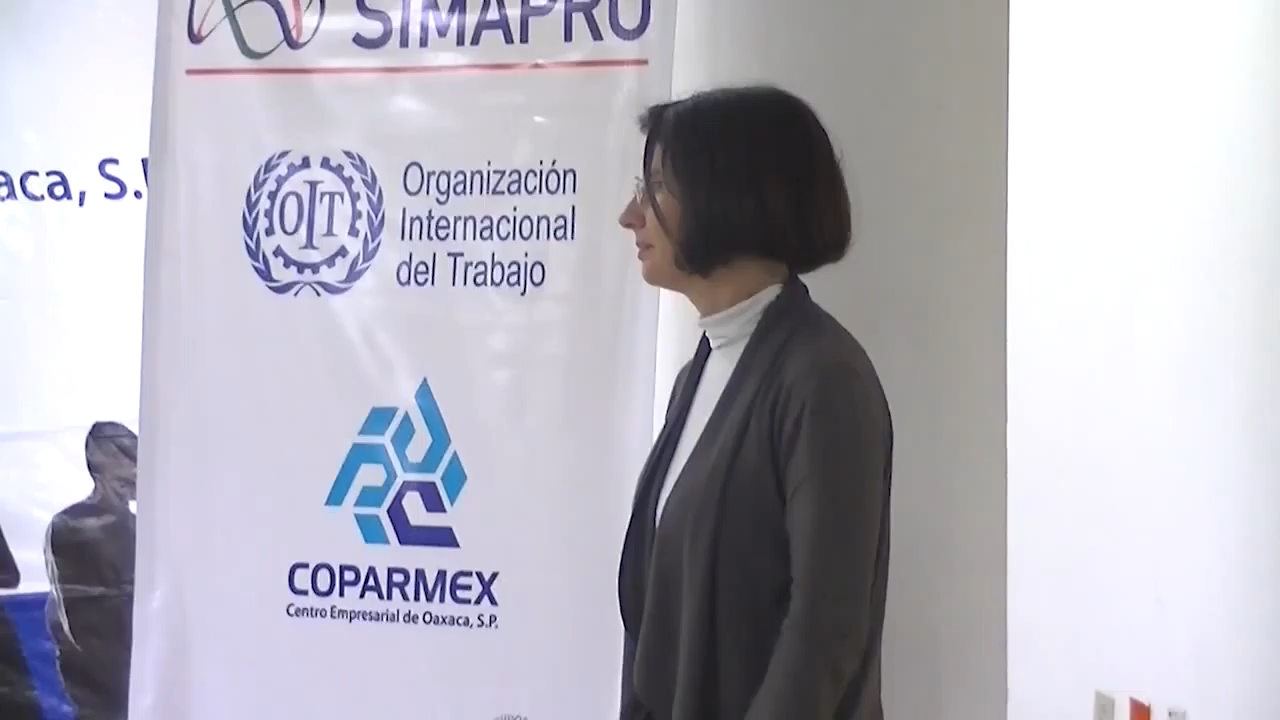 SIMAPRO
aca, S.
OIT
Organización
Internacional
del Trabajo
COPARMEX
Centro Empresarial de Oaxaca, S.P.